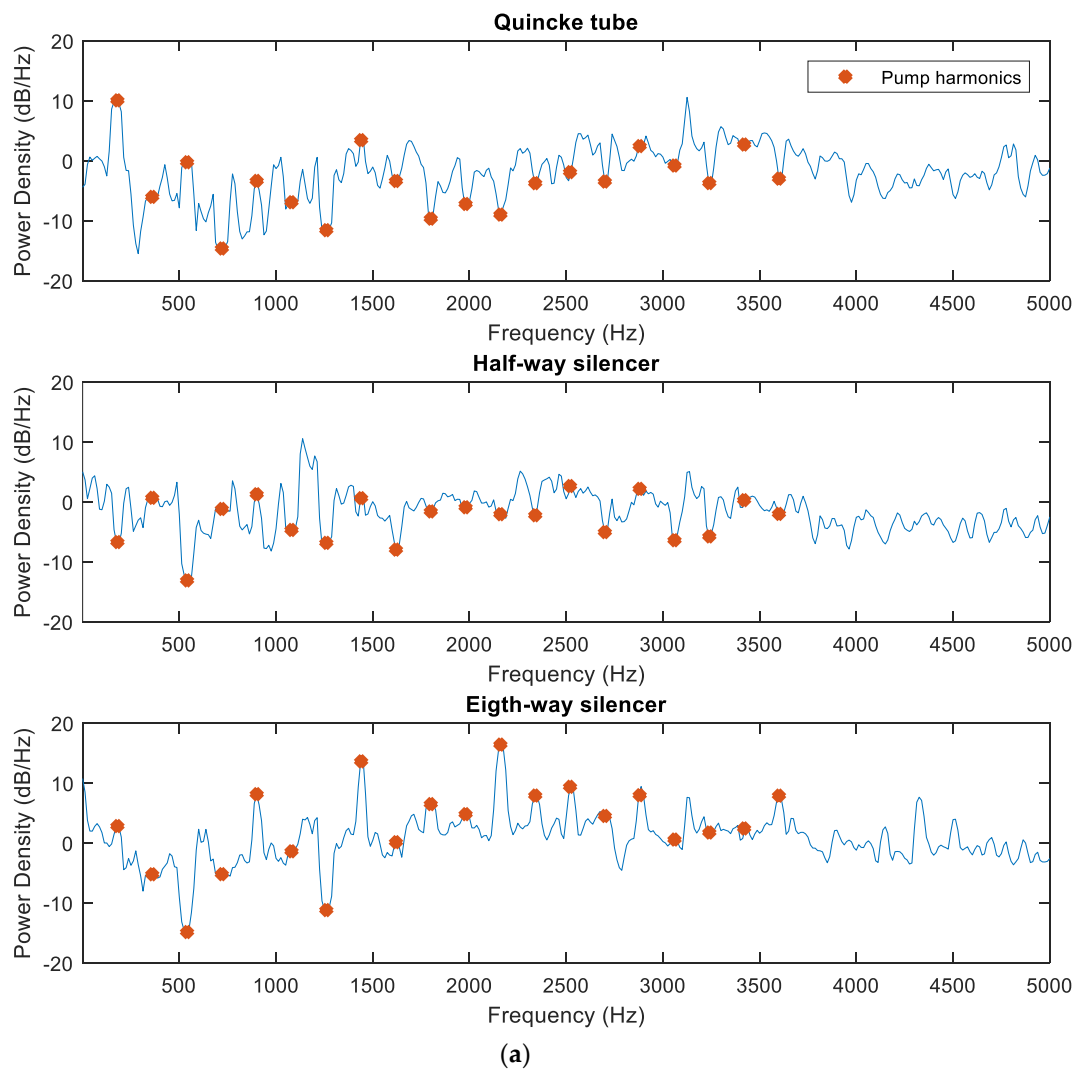 Quincke tube
Power Density (dB/Hz)
20
10
0
-10
-20
Pump harmonics
500 1000 1500 2000 2500 3000 3500 4000 4500 5000
Frequency (Hz)
Half-way silencer
Power Density (dB/Hz)
20
10
0
-10
-20
500 1000 1500 2000 2500 3000 3500 4000 4500 5000
Frequency (Hz)
Eigth-way silencer
Power Density (dB/Hz)
20
10
0
-10
-20
500 1000 1500 2000 2500 3000 3500 4000 4500 5000
Frequency (Hz)
(a)